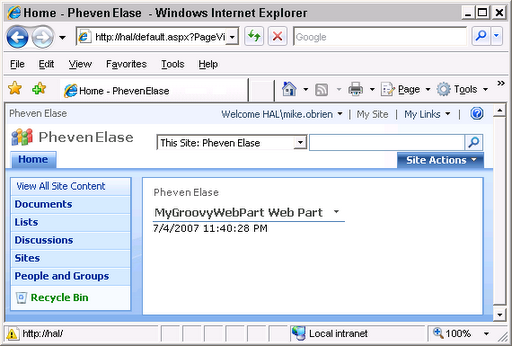 Home - Pheven Elase - Windows Internet Explorer
http://hal/default.aspx?PageVi
Google
File Edit View Favorites Tools Help
Home - PhevenElase
Page Tools
Pheven Elase
Welcome HAL\mike.obrien
My Site
My Links
PhevenElase
This Site: Pheven Elase
Home
Site Actions
View All Site Content
Documents
Lists
Discussions
Sites
People and Groups
Recycle Bin
Pheven Elase
MyGroovyWebPart Web Part
7/4/2007 11:40:28 PM
http://hal/
Local intranet
100%